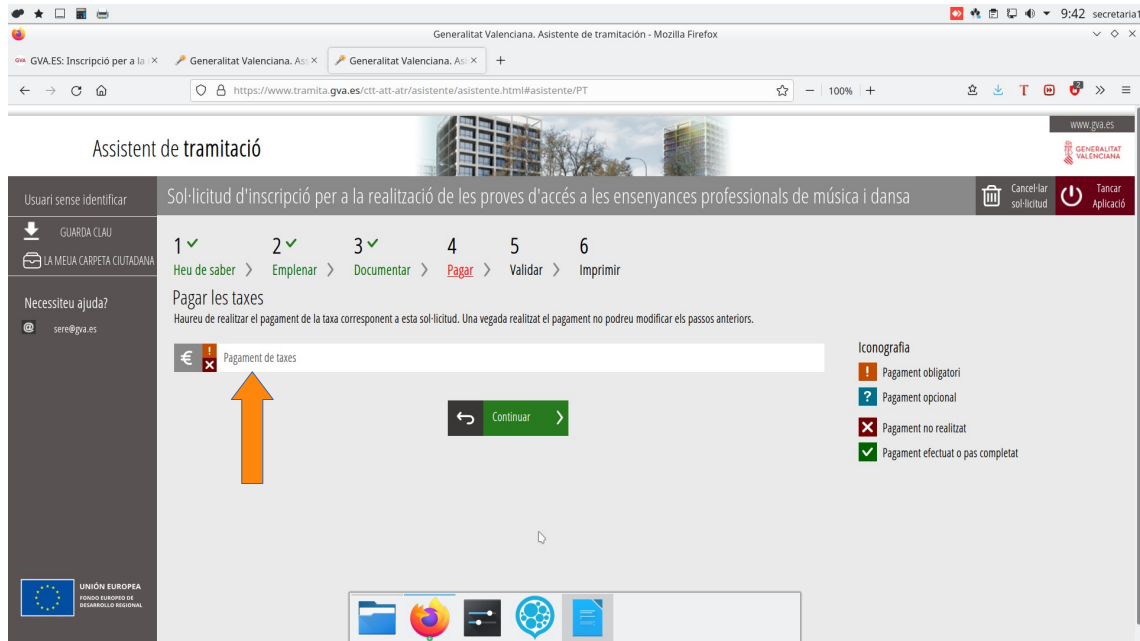 9:42 secretaria1
Generalitat Valenciana. Asistente de tramitación - Mozilla Firefox
GVA.ES: Inscripció per a la
Generalitat Valenciana. Asi
Generalitat Valenciana. Asi
https://www.tramita.gva.es/ctt-att-atr/asistente/asistente.html#asistente/PT
100%
Assistent de tramitació
www.gva.es
GENERALITAT
VALENCIANA
Usuari sense identificar
Sol·licitud d'inscripció per a la realització de les proves d'accés a les ensenyances professionals de música i dansa
Cancel·lar
sol·licitud
Tancar
Aplicació
GUARDA CLAU
LA MEUA CARPETA CIUTADANA
Necessiteu ajuda?
@ sere@gva.es
1 2 3 4 5 6
Heu de saber Emplenar Documentar Pagar Validar Imprimir
Pagar les taxes
Haureu de realitzar el pagament de la taxa corresponent a esta sol·licitud. Una vegada realitzat el pagament no podreu modificar els passos anteriors.
€ ! Pagament de taxes
Continuar
Iconografia
! Pagament obligatori
? Pagament opcional
Pagament no realitzat
Pagament efectuat o pas completat
UNIÓN EUROPEA
FONDO EUROPEO DE
DESARROLLO REGIONAL